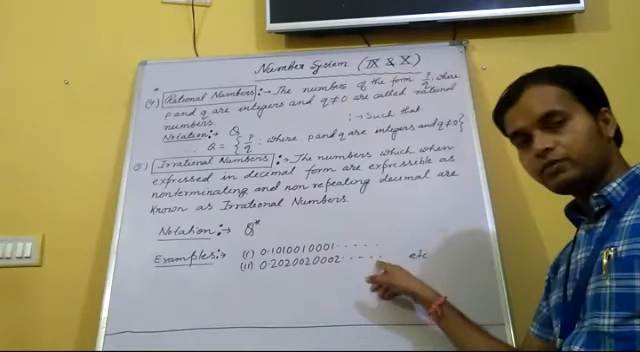 Number System (IX & X)
(4) Rational Numbers :→ The numbers of the form p/q, where
p and q are integers and q≠0 are called rational
numbers.
:→ Such that
Notation:→ Q
Q = { p/q : where p and q are integers and q≠0 }
(5) Irrational Numbers :→ The numbers which when
expressed in decimal form are expressible as
nonterminating and non repeating decimal are
known as Irrational Numbers.
Notation:→ Q*
Examples:→ (i) 0.1010010001......
(ii) 0.2020020002...... etc